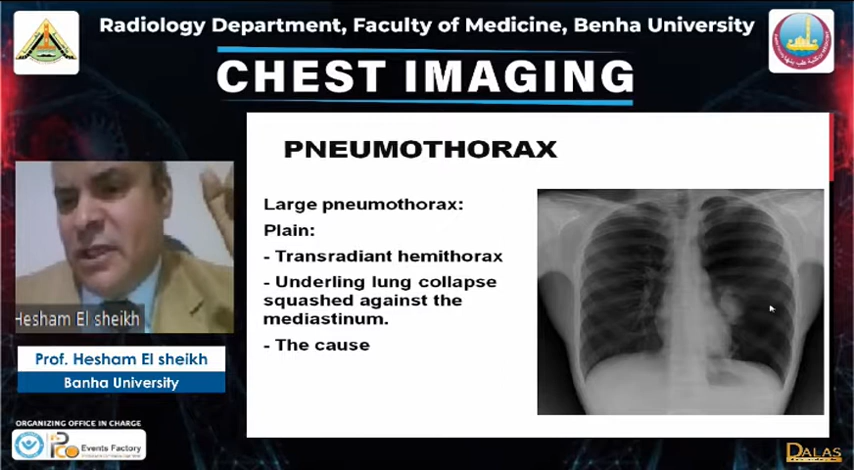 Radiology Department, Faculty of Medicine, Benha University
CHEST IMAGING
PNEUMOTHORAX
Large pneumothorax:
Plain:
- Transradiant hemithorax
- Underling lung collapse
squashed against the
mediastinum.
- The cause
Hesham El sheikh
Prof. Hesham El sheikh
Banha University
ORGANIZING OFFICE IN CHARGE
Events Factory
DALAS